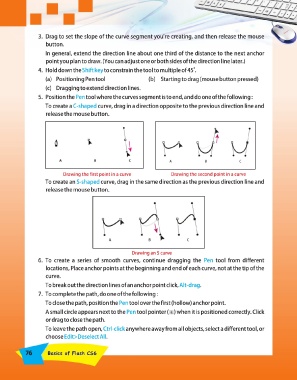 3. Drag to set the slope of the curve segment you're creating, and then release the mouse
button.
In general, extend the direction line about one third of the distance to the next anchor
point you plan to draw. (You can adjust one or both sides of the direction line later.)
4. Hold down the Shift key to constrain the tool to multiple of 45°.
(a) Positioning Pen tool (b) Starting to drag (mouse button pressed)
(c) Dragging to extend direction lines.
5. Position the Pen tool where the curves segment is to end, and do one of the following :
To create a C-shaped curve, drag in a direction opposite to the previous direction line and
release the mouse button.
A B C A B C
Drawing the first point in a curve Drawing the second point in a curve
To create an S-shaped curve, drag in the same direction as the previous direction line and
release the mouse button.
A B C
Drawing an S curve
6. To create a series of smooth curves, continue dragging the Pen tool from different
locations, Place anchor points at the beginning and end of each curve, not at the tip of the
curve.
To break out the direction lines of an anchor point click, Alt-drag.
7. To complete the path, do one of the following :
To close the path, position the Pen tool over the first (hollow) anchor point.
A small circle appears next to the Pen tool pointer ( ) when it is positioned correctly. Click
or drag to close the path.
To leave the path open, Ctrl-click anywhere away from all objects, select a different tool, or
choose Edit>Deselect All.
76 Basics of Flash CS6